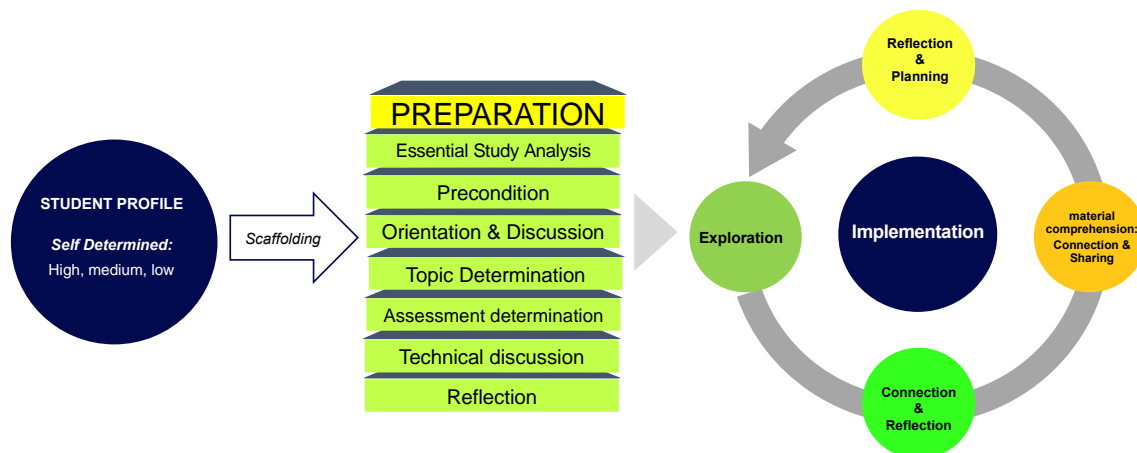 STUDENT PROFILE
Self Determined:
High, medium, low
Scaffolding
PREPARATION
Essential Study Analysis
Precondition
Orientation & Discussion
Topic Determination
Assessment determination
Technical discussion
Reflection
Reflection
&
Planning
Exploration
Implementation
material
comprehension:
Connection &
Sharing
Connection
&
Reflection